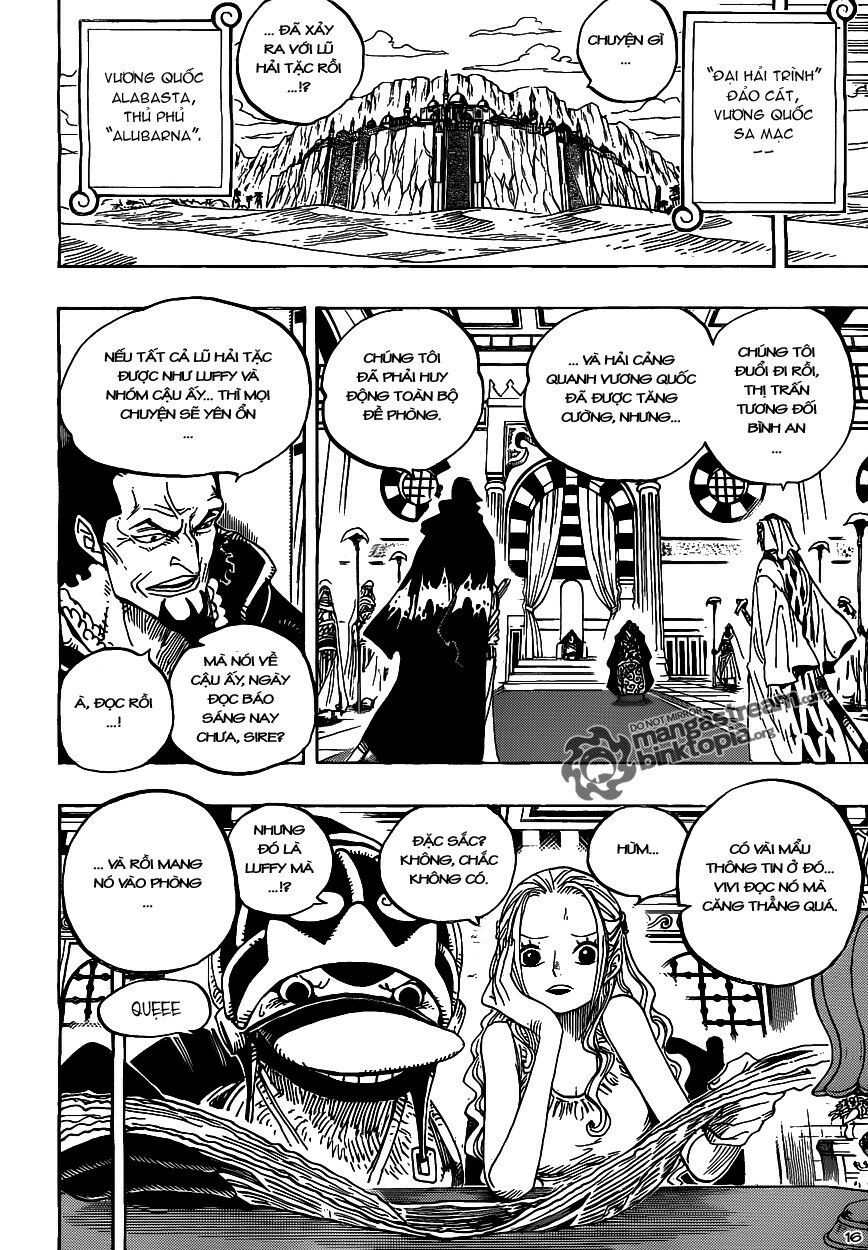 "ĐẠI HẢI TRÌNH"
ĐẢO CÁT,
VƯƠNG QUỐC
SA MẠC
--
CHUYỆN GÌ
...
... ĐÃ XẢY
RA VỚI LŨ
HẢI TẶC RỒI
...!?
VƯƠNG QUỐC
ALABASTA,
THỦ PHỦ
"ALUBARNA".
CHÚNG TÔI
ĐUỔI ĐI RỒI,
THỊ TRẤN
TƯƠNG ĐỐI
BÌNH AN
...
... VÀ HẢI CẢNG
QUANH VƯƠNG QUỐC
ĐÃ ĐƯỢC TĂNG
CƯỜNG, NHƯNG...
CHÚNG TÔI
ĐÃ PHẢI HUY
ĐỘNG TOÀN BỘ
ĐỀ PHÒNG.
NẾU TẤT CẢ LŨ HẢI TẶC
ĐƯỢC NHƯ LUFFY VÀ
NHÓM CẬU ẤY... THÌ MỌI
CHUYỆN SẼ YÊN ỔN
...
MÀ NÓI VỀ
CẬU ẤY, NGÀY
ĐỌC BÁO
SÁNG NAY
CHƯA, SIRE?
À, ĐỌC RỒI
...!
DO NOT MIRROR
mangastream.com
binktopia.org
CÓ VÀI MẨU
THÔNG TIN Ở ĐÓ...
VIVI ĐỌC NÓ MÀ
CĂNG THẲNG QUÁ.
HỪM...
ĐẶC SẮC?
KHÔNG, CHẮC
KHÔNG CÓ.
NHƯNG
ĐÓ LÀ
LUFFY MÀ
...!?
... VÀ RỒI MANG
NÓ VÀO PHÒNG
...
QUẸEE
16